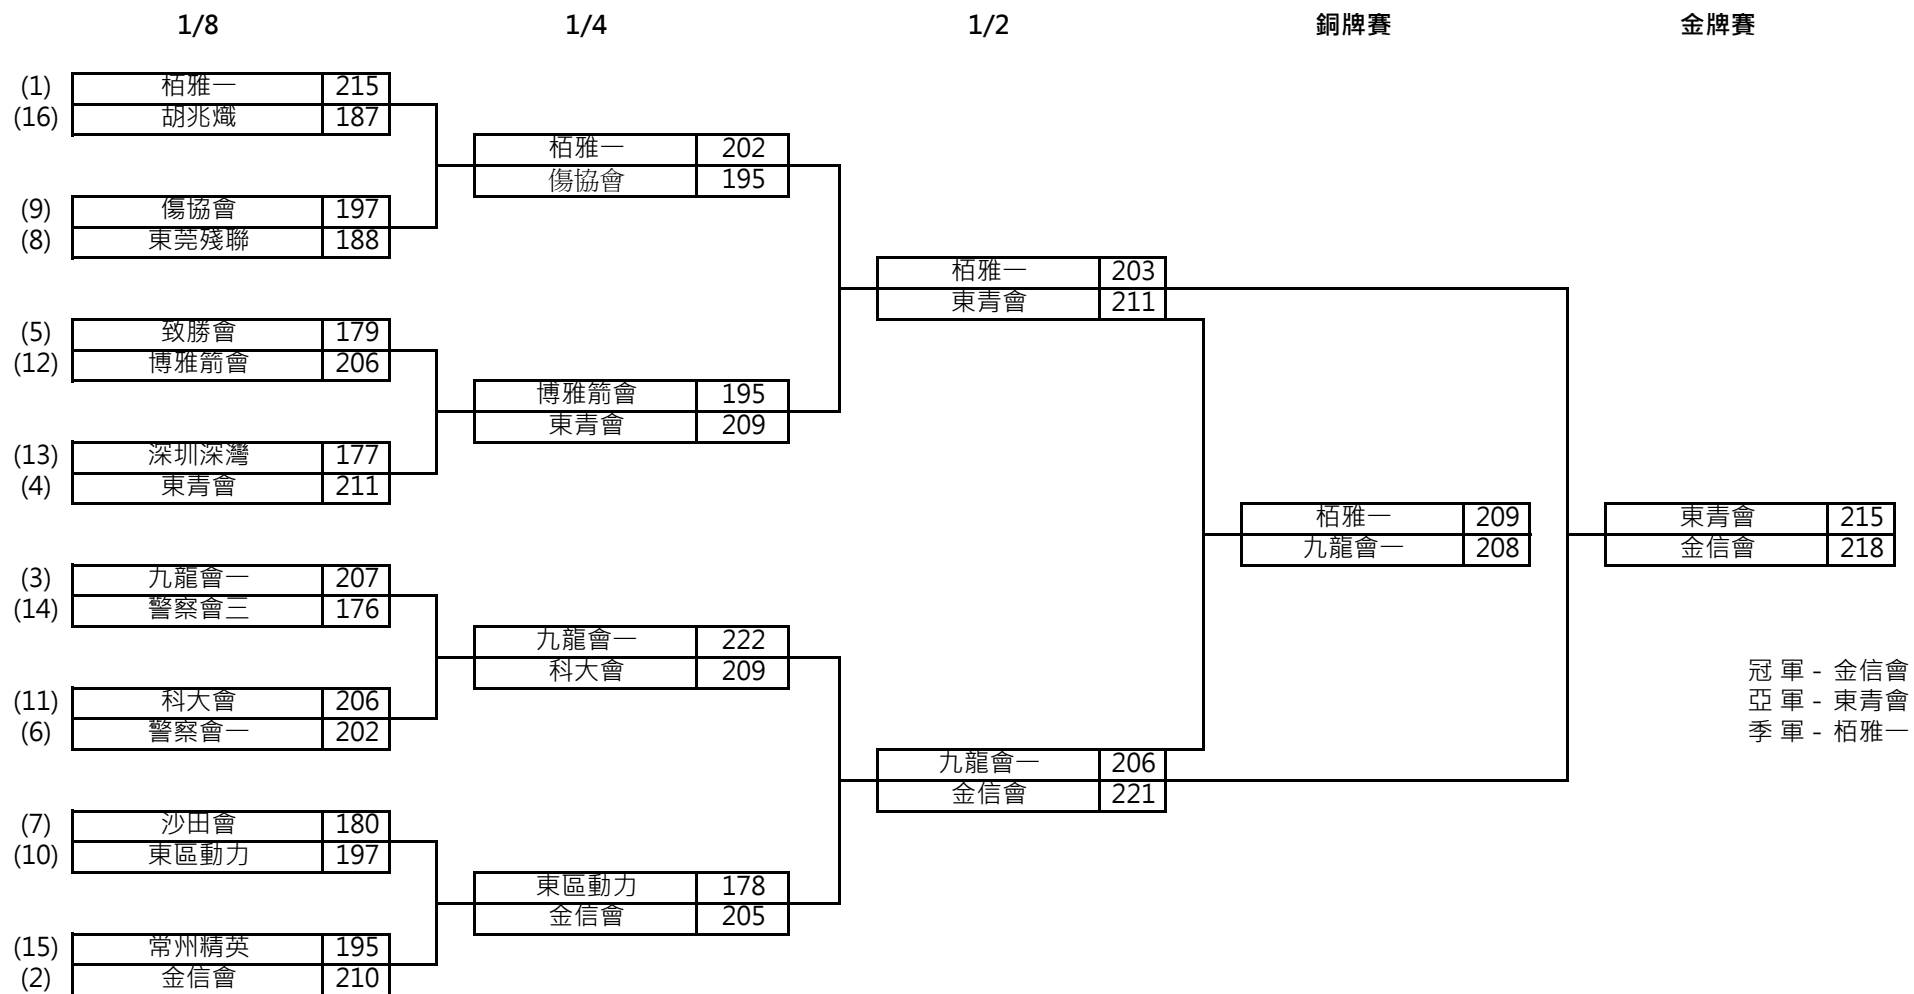 1/8 1/4 1/2 銅牌賽 金牌賽
(1) 栢雅一 215
(16) 胡兆熾 187
栢雅一 202
傷協會 195
(9) 傷協會 197
(8) 東莞殘聯 188
栢雅一 203
東青會 211
(5) 致勝會 179
(12) 博雅箭會 206
博雅箭會 195
東青會 209
(13) 深圳深灣 177
(4) 東青會 211
栢雅一 209 東青會 215
九龍會一 208 金信會 218
(3) 九龍會一 207
(14) 警察會三 176
九龍會一 222
科大會 209
冠 軍 - 金信會
(11) 科大會 206 亞 軍 - 東青會
(6) 警察會一 202 季 軍 - 栢雅一
九龍會一 206
金信會 221
(7) 沙田會 180
(10) 東區動力 197
東區動力 178
金信會 205
(15) 常州精英 195
(2) 金信會 210